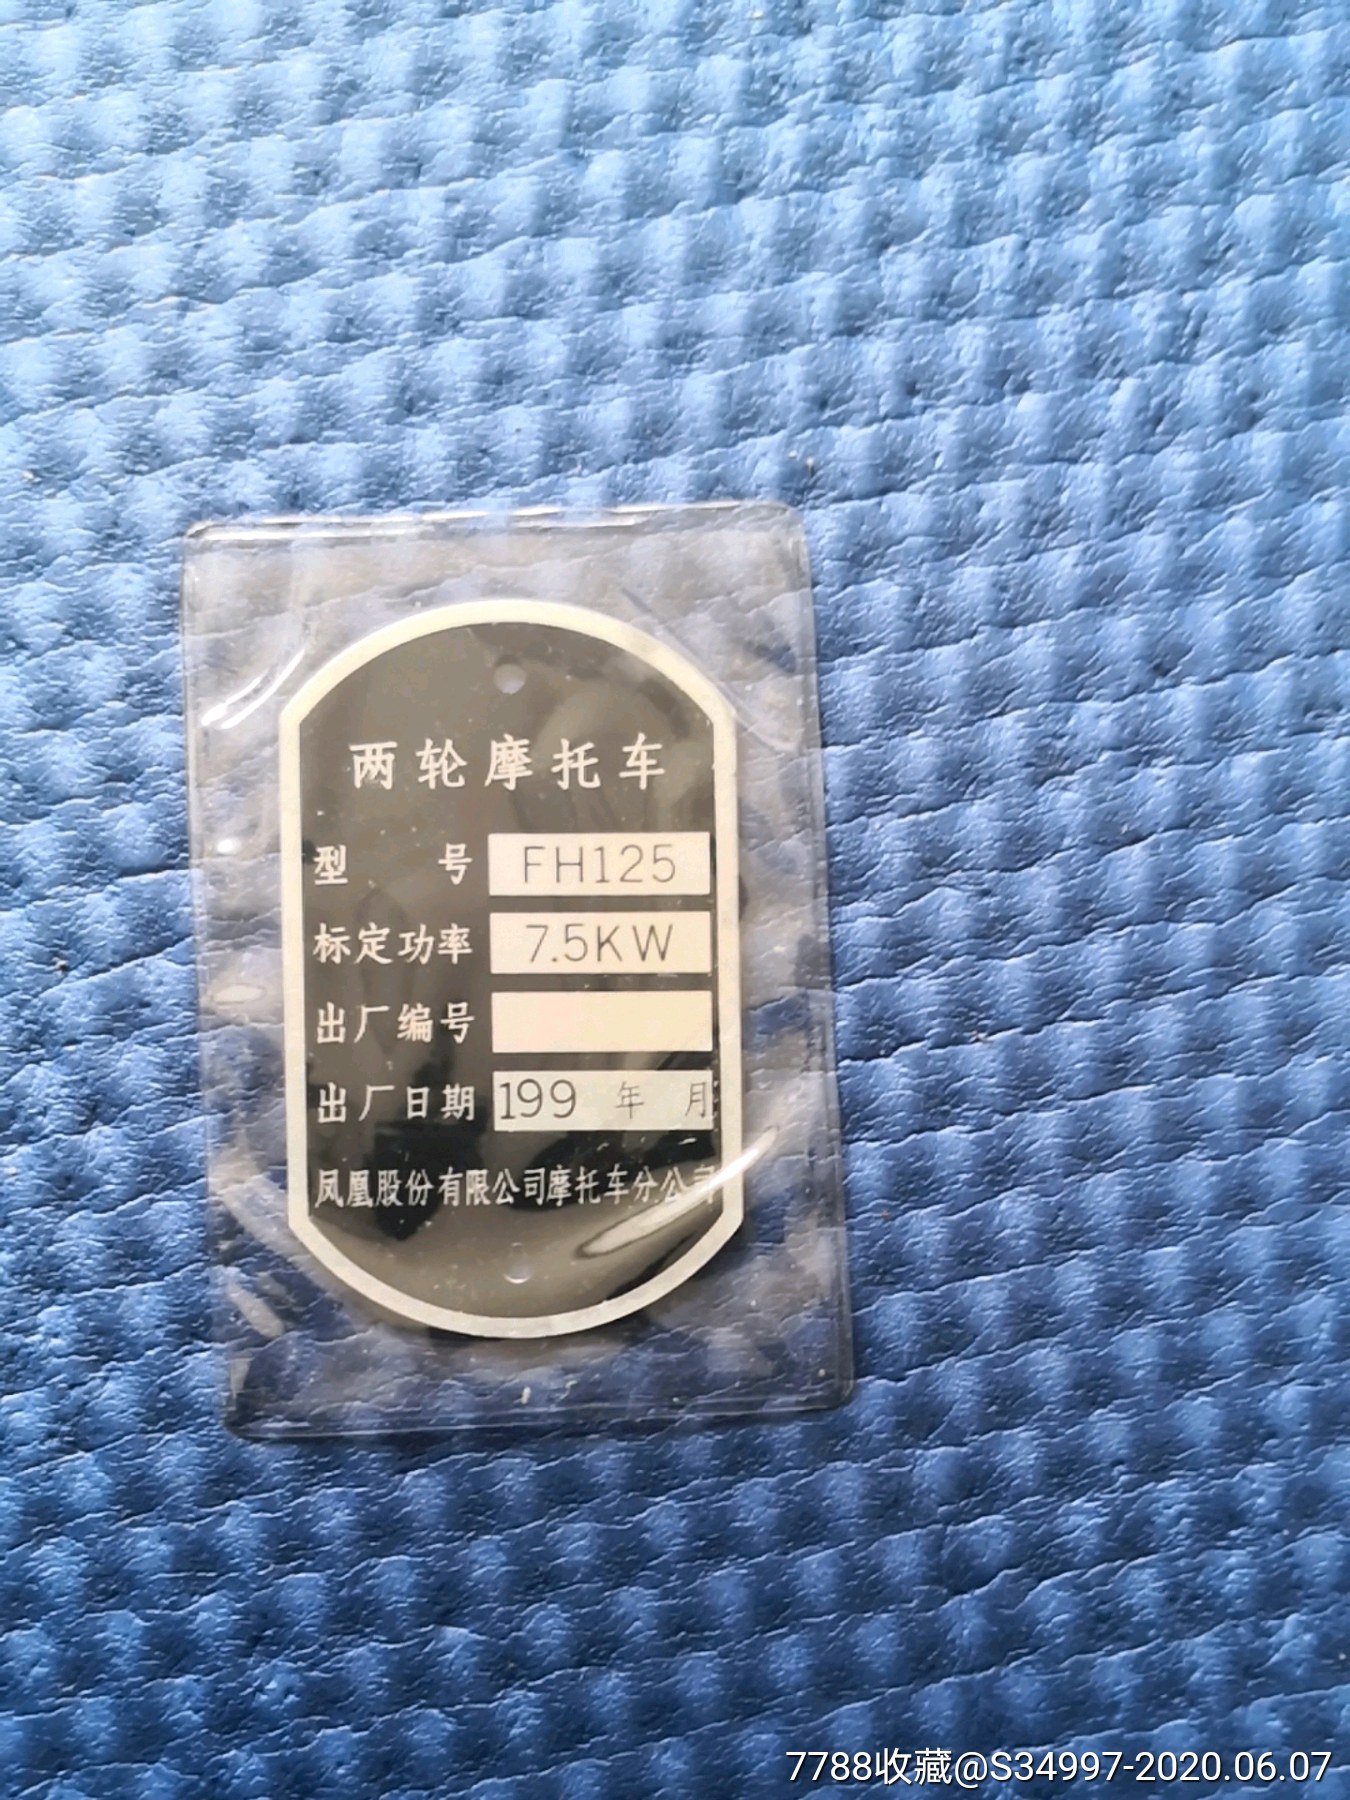 两轮摩托车
型号 FH125
标定功率 7.5KW
出厂编号
出厂日期 199 年 月
凤凰股份有限公司摩托车分公司
7788收藏@S34997-2020.06.07